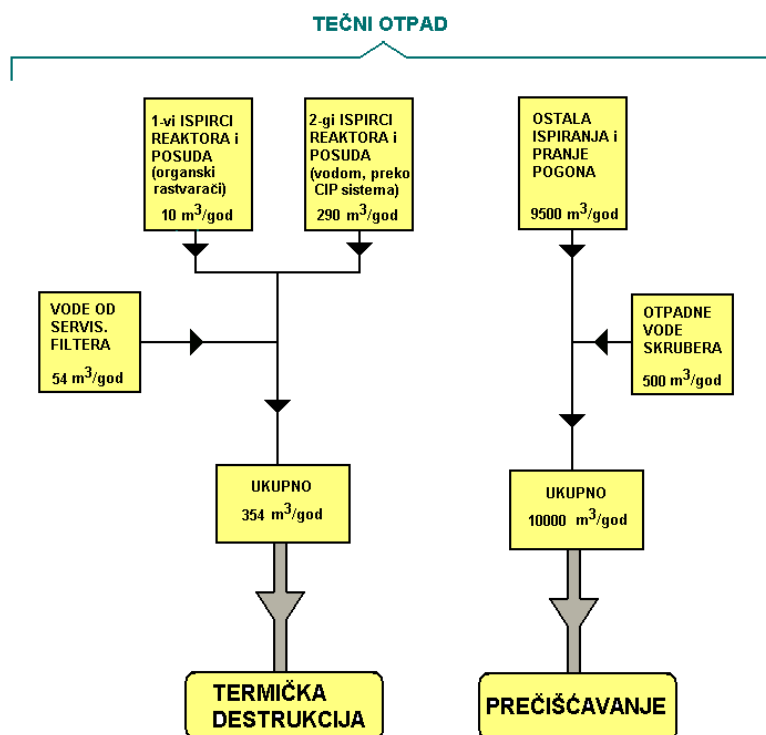 TEČNI OTPAD
1-vi ISPIRCI
REAKTORA i
POSUDA
(organski
rastvarači)
10 m³/god
2-gi ISPIRCI
REAKTORA i
POSUDA
(vodom, preko
CIP sistema)
290 m³/god
OSTALA
ISPIRANJA i
PRANJE
POGONA
9500 m³/god
VODE OD
SERVIS.
FILTERA
54 m³/god
OTPADNE
VODE
SKRUBERA
500 m³/god
UKUPNO
354 m³/god
UKUPNO
10000 m³/god
TERMIČKA
DESTRUKCIJA
PREČIŠĆAVANJE